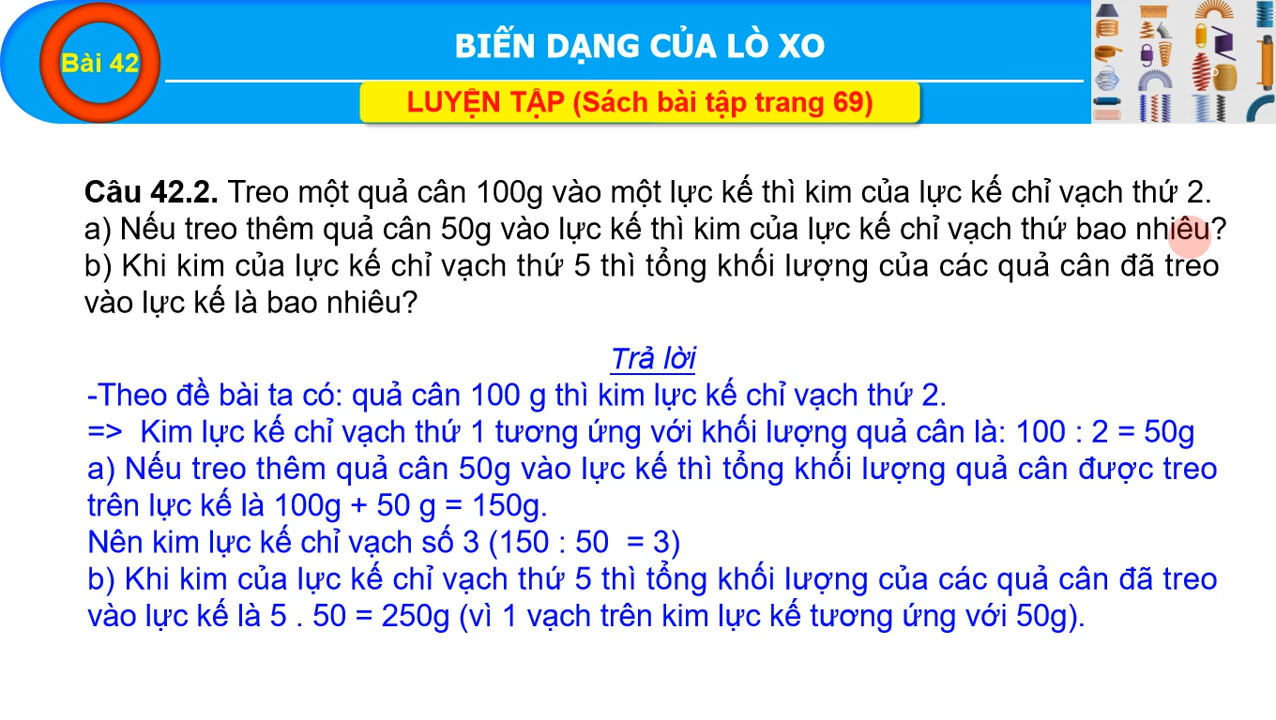 Bài 42
BIẾN DẠNG CỦA LÒ XO
LUYỆN TẬP (Sách bài tập trang 69)
Câu 42.2. Treo một quả cân 100g vào một lực kế thì kim của lực kế chỉ vạch thứ 2.
a) Nếu treo thêm quả cân 50g vào lực kế thì kim của lực kế chỉ vạch thứ bao nhiêu?
b) Khi kim của lực kế chỉ vạch thứ 5 thì tổng khối lượng của các quả cân đã treo
vào lực kế là bao nhiêu?
Trả lời
-Theo đề bài ta có: quả cân 100 g thì kim lực kế chỉ vạch thứ 2.
=> Kim lực kế chỉ vạch thứ 1 tương ứng với khối lượng quả cân là: 100 : 2 = 50g
a) Nếu treo thêm quả cân 50g vào lực kế thì tổng khối lượng quả cân được treo
trên lực kế là 100g + 50 g = 150g.
Nên kim lực kế chỉ vạch số 3 (150 : 50 = 3)
b) Khi kim của lực kế chỉ vạch thứ 5 thì tổng khối lượng của các quả cân đã treo
vào lực kế là 5 . 50 = 250g (vì 1 vạch trên kim lực kế tương ứng với 50g).